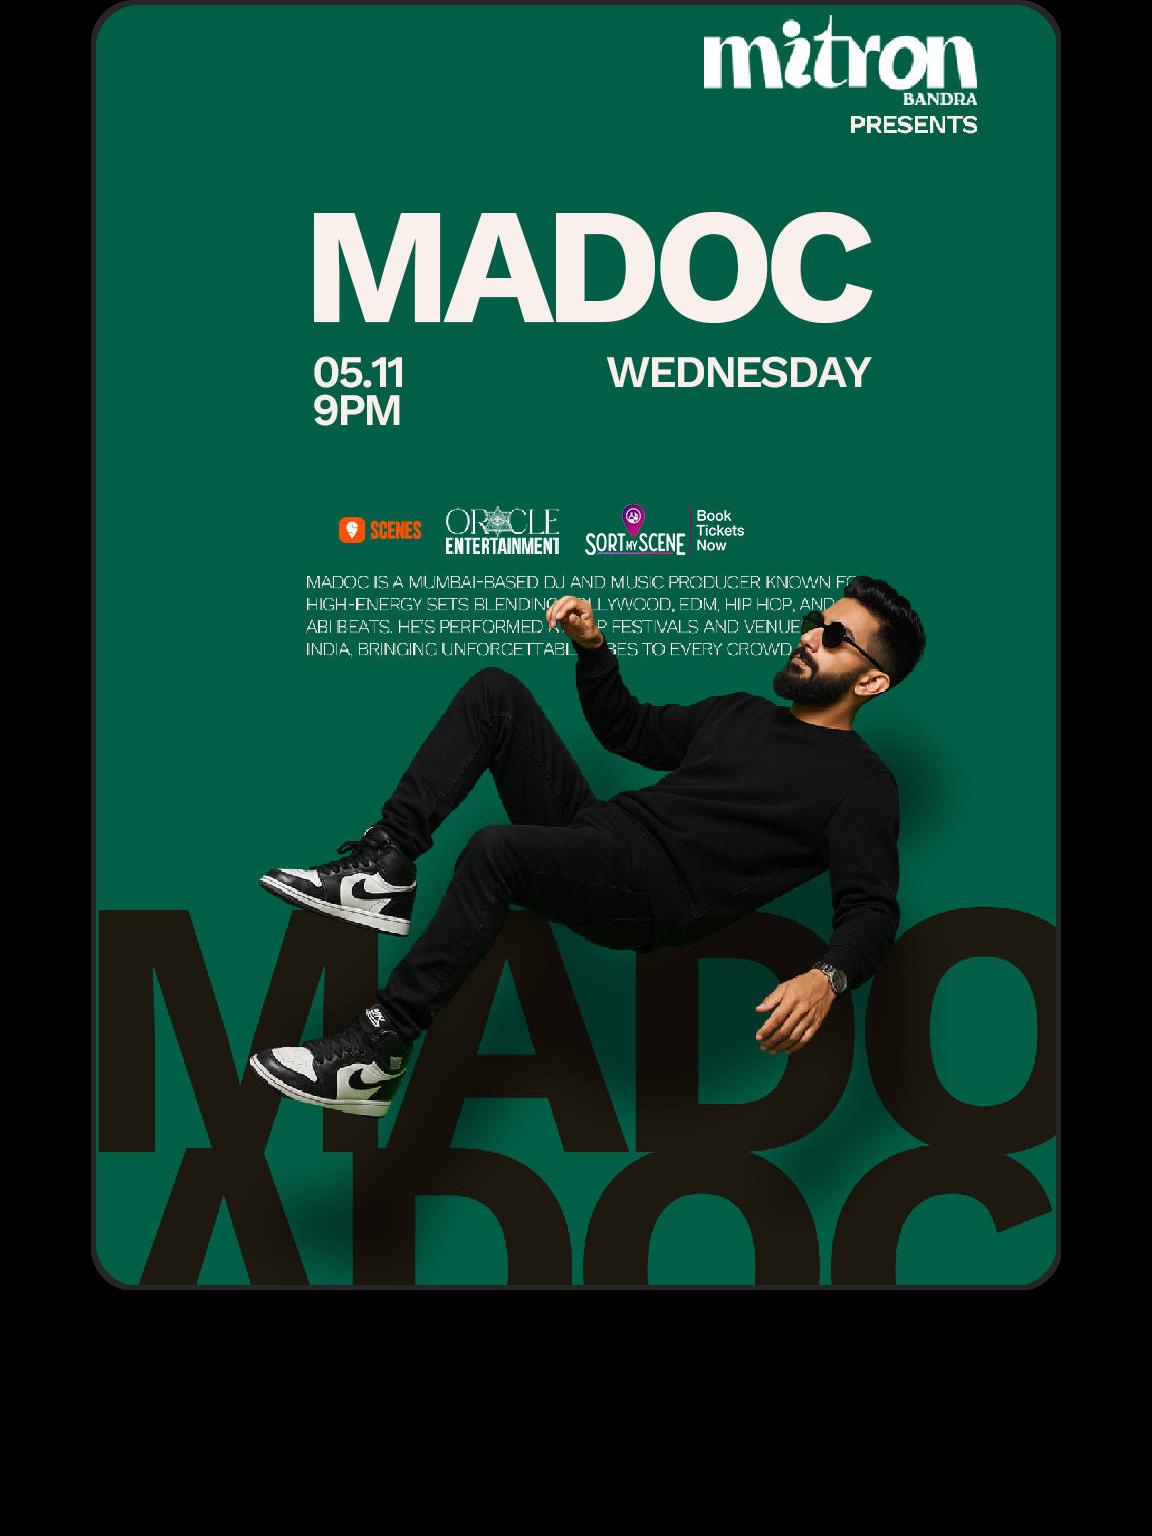 mitron
BANDRA
PRESENTS
MADOC
05.11
WEDNESDAY
9PM
SCENES
ORACLE
ENTERTAINMENT
SORT MY SCENE
Book
Tickets
Now
MADOC IS A MUMBAI-BASED DJ AND MUSIC PRODUCER KNOWN
HIGH-ENERGY SETS BLENDING LLYWOOD, EDM, HIP HOP, AND
ABI BEATS. HE'S PERFORMED FESTIVALS AND VENUE
INDIA, BRINGING UNFORGETTABL BES TO EVERY CROWD
MADO
ADOC